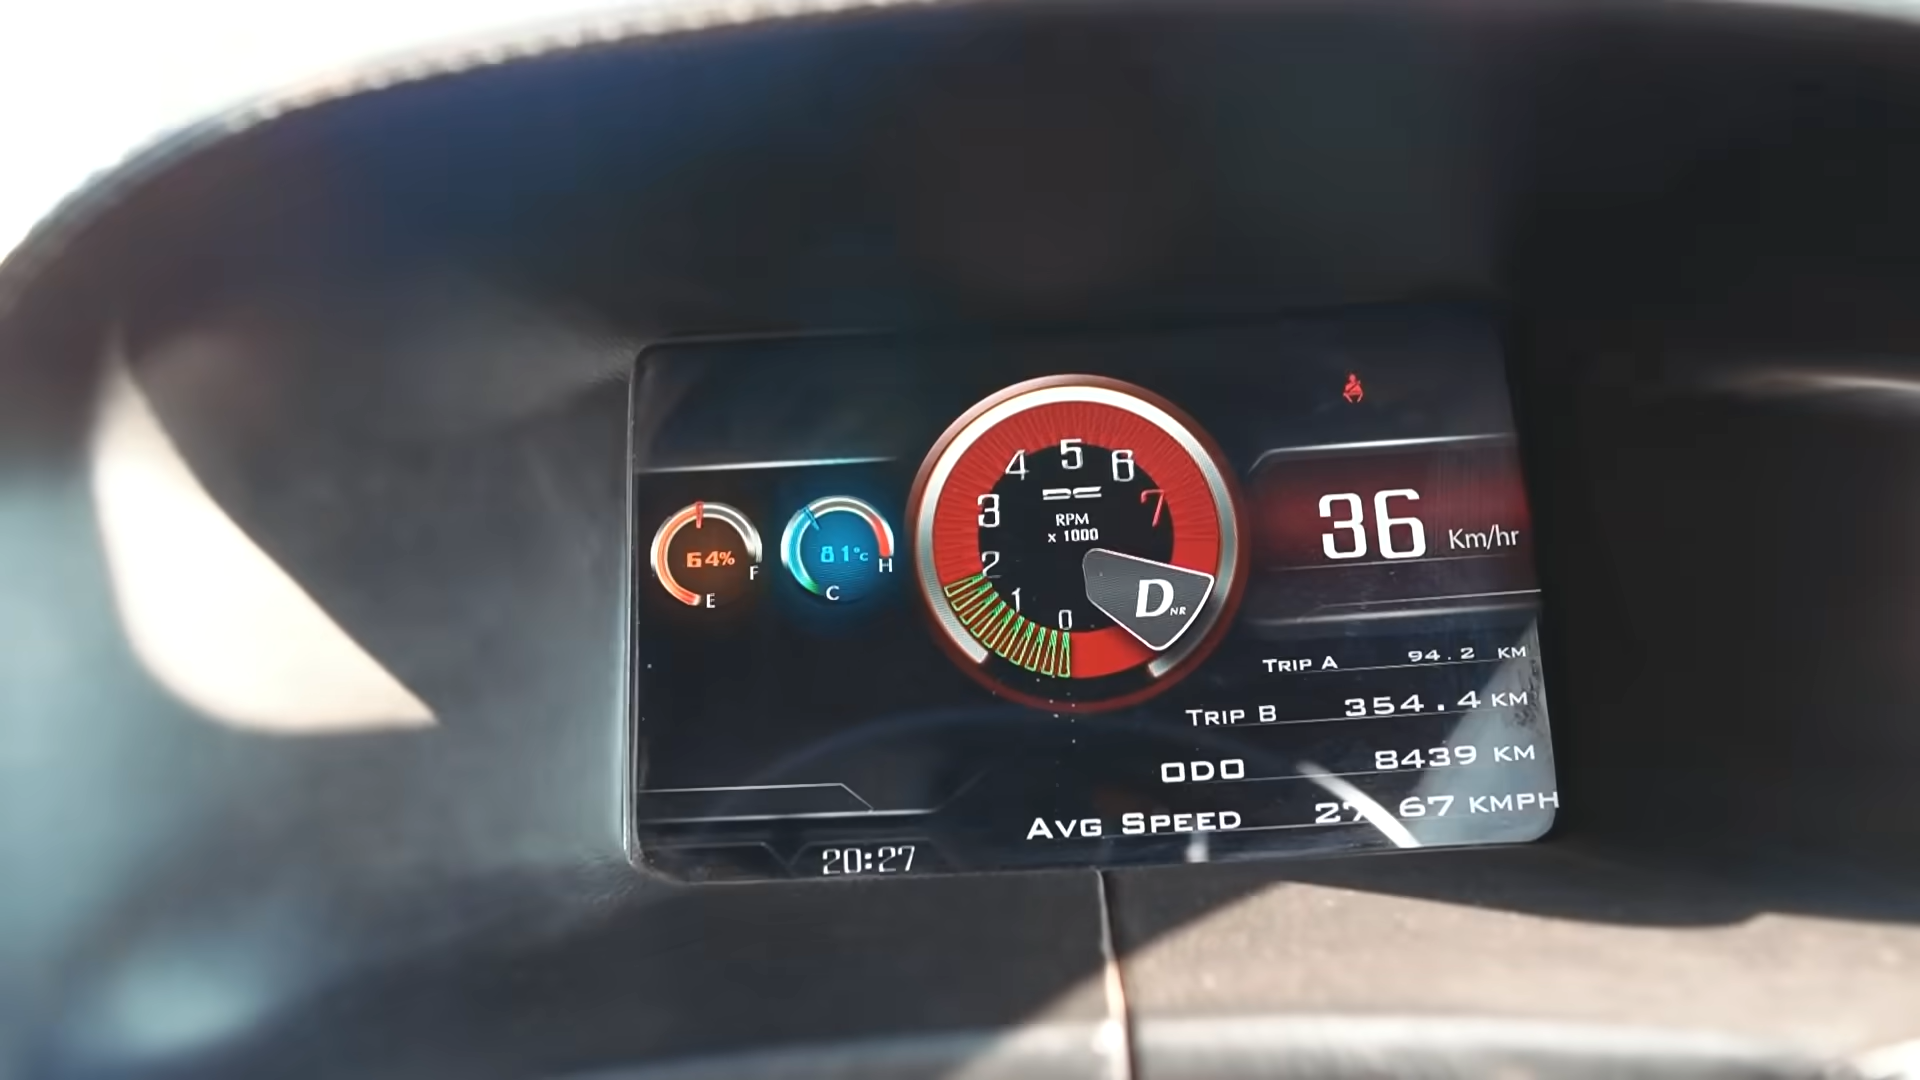 5
4 6
3 7
RPM
x 1000
2
1
0
DNR
64%
F
E
81°C
H
C
36 Km/hr
TRIP A 94.2 KM
TRIP B 354.4 KM
ODO 8439 KM
AVG SPEED 67 KMPH
20:27